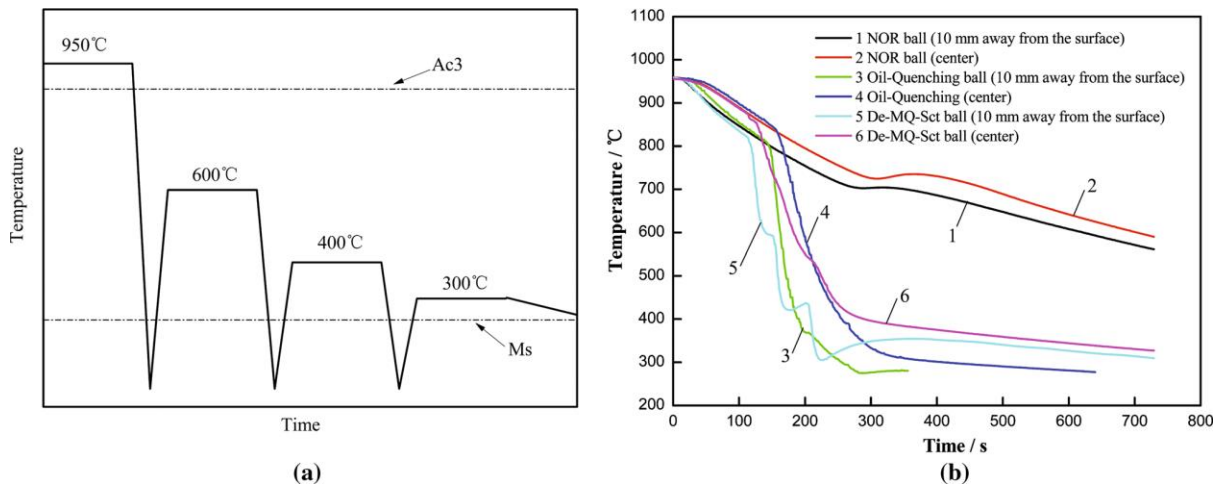 950℃
Ac3
600℃
400℃
300℃
Ms
Temperature
Time
(a)
1100
1000
900
800
700
600
500
400
300
200
0 100 200 300 400 500 600 700 800
Temperature / ℃
Time / s
1 NOR ball (10 mm away from the surface)
2 NOR ball (center)
3 Oil-Quenching ball (10 mm away from the surface)
4 Oil-Quenching (center)
5 De-MQ-Sct ball (10 mm away from the surface)
6 De-MQ-Sct ball (center)
2
1
4
5
6
3
(b)